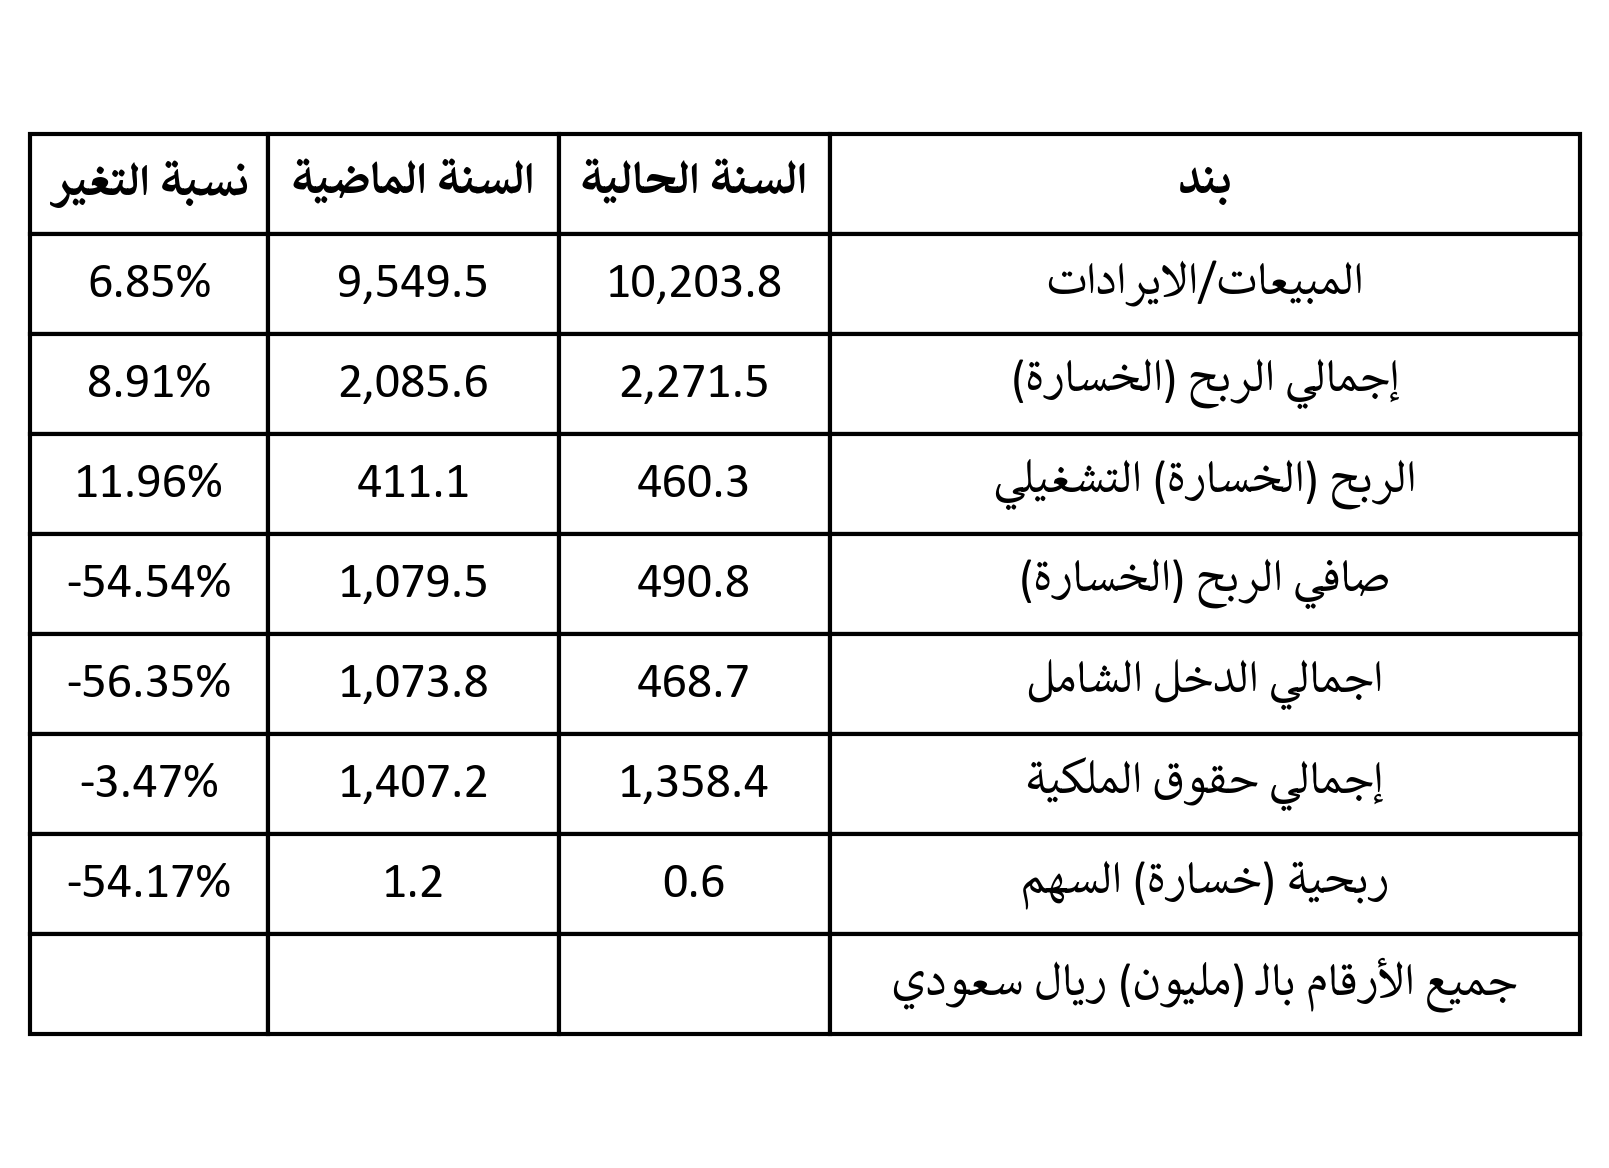 بند السنة الحالية السنة الماضية نسبة التغير
المبيعات/الايرادات 10,203.8 9,549.5 6.85%
إجمالي الربح (الخسارة) 2,271.5 2,085.6 8.91%
الربح (الخسارة) التشغيلي 460.3 411.1 11.96%
صافي الربح (الخسارة) 490.8 1,079.5 -54.54%
اجمالي الدخل الشامل 468.7 1,073.8 -56.35%
إجمالي حقوق الملكية 1,358.4 1,407.2 -3.47%
ربحية (خسارة) السهم 0.6 1.2 -54.17%
جميع الأرقام بالـ (مليون) ريال سعودي